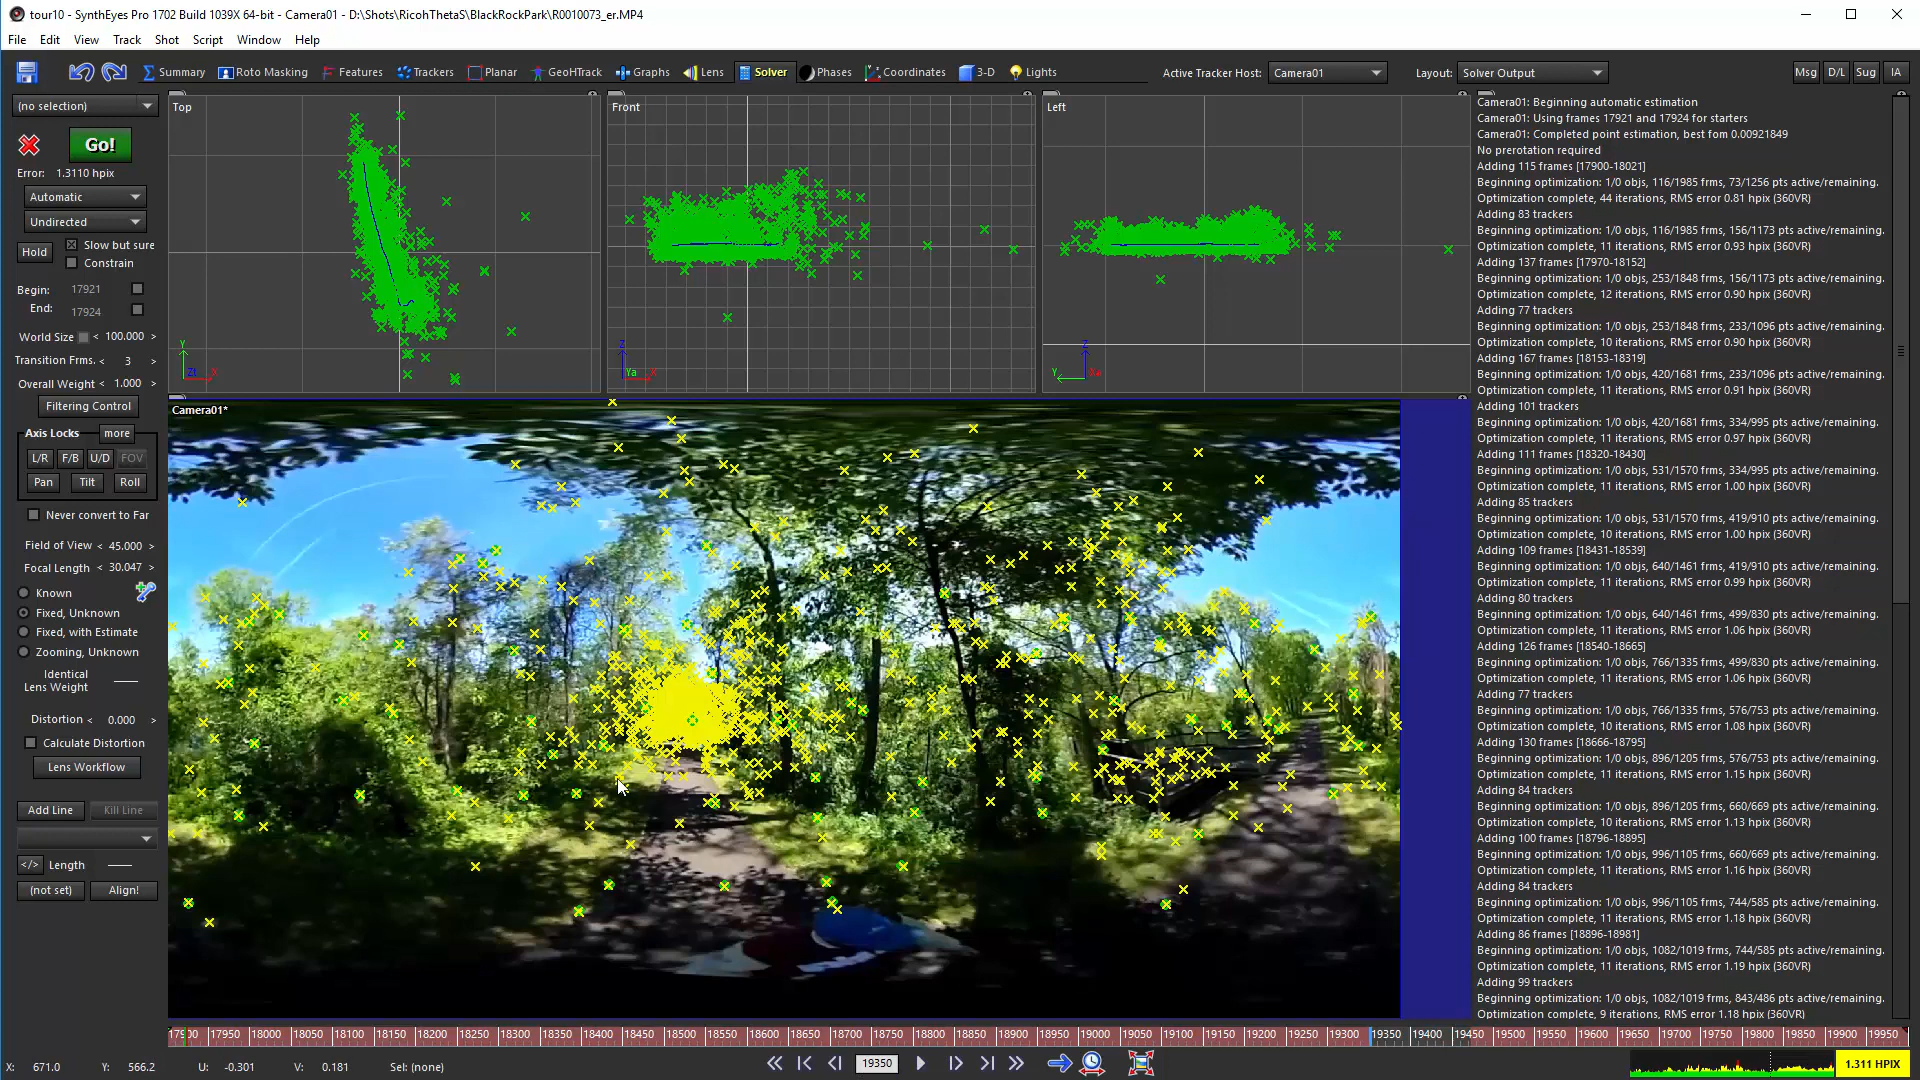 tour10 - SynthEyes Pro 1702 Build 1039X 64-bit - Camera01 - D:\Shots\RicohThetaS\BlackRockPark\R0010073_er.MP4
File Edit View Track Shot Script Window Help
Summary Roto Masking Features Trackers Planar GeoHTrack Graphs Lens Solver Phases Coordinates 3-D Lights Active Tracker Host: Camera01 Layout: Solver Output Msg D/L Sug IA
(no selection)
Go!
Error: 1.3110 hpix
Automatic
Undirected
Hold
Slow but sure
Constrain
Begin: 17921
End: 17924
World Size < 100.000 >
Transition Frms. < 3 >
Overall Weight < 1.000 >
Filtering Control
Axis Locks more
L/R F/B U/D FOV
Pan Tilt Roll
Never convert to Far
Field of View < 45.000 >
Focal Length < 30.047 >
Known
Fixed, Unknown
Fixed, with Estimate
Zooming, Unknown
Identical
Lens Weight
Distortion < 0.000 >
Calculate Distortion
Lens Workflow
Add Line Kill Line
</> Length
(not set) Align!
Top
Y
X
Front
Z
Ya
X
Left
Z
Y
Camera01*
Camera01: Beginning automatic estimation
Camera01: Using frames 17921 and 17924 for starters
Camera01: Completed point estimation, best fom 0.00921849
No prerotation required
Adding 115 frames [17900-18021]
Beginning optimization: 1/0 objs, 116/1985 frms, 73/1256 pts active/remaining.
Optimization complete, 44 iterations, RMS error 0.81 hpix (360VR)
Adding 83 trackers
Beginning optimization: 1/0 objs, 116/1985 frms, 156/1173 pts active/remaining.
Optimization complete, 11 iterations, RMS error 0.93 hpix (360VR)
Adding 137 frames [17970-18152]
Beginning optimization: 1/0 objs, 253/1848 frms, 156/1173 pts active/remaining.
Optimization complete, 12 iterations, RMS error 0.90 hpix (360VR)
Adding 77 trackers
Beginning optimization: 1/0 objs, 253/1848 frms, 233/1096 pts active/remaining.
Optimization complete, 10 iterations, RMS error 0.90 hpix (360VR)
Adding 167 frames [18153-18319]
Beginning optimization: 1/0 objs, 420/1681 frms, 233/1096 pts active/remaining.
Optimization complete, 11 iterations, RMS error 0.91 hpix (360VR)
Adding 101 trackers
Beginning optimization: 1/0 objs, 420/1681 frms, 334/995 pts active/remaining.
Optimization complete, 11 iterations, RMS error 0.97 hpix (360VR)
Adding 111 frames [18320-18430]
Beginning optimization: 1/0 objs, 531/1570 frms, 334/995 pts active/remaining.
Optimization complete, 11 iterations, RMS error 1.00 hpix (360VR)
Adding 85 trackers
Beginning optimization: 1/0 objs, 531/1570 frms, 419/910 pts active/remaining.
Optimization complete, 10 iterations, RMS error 1.00 hpix (360VR)
Adding 109 frames [18431-18539]
Beginning optimization: 1/0 objs, 640/1461 frms, 419/910 pts active/remaining.
Optimization complete, 11 iterations, RMS error 0.99 hpix (360VR)
Adding 80 trackers
Beginning optimization: 1/0 objs, 640/1461 frms, 499/830 pts active/remaining.
Optimization complete, 11 iterations, RMS error 1.06 hpix (360VR)
Adding 126 frames [18540-18665]
Beginning optimization: 1/0 objs, 766/1335 frms, 499/830 pts active/remaining.
Optimization complete, 11 iterations, RMS error 1.06 hpix (360VR)
Adding 77 trackers
Beginning optimization: 1/0 objs, 766/1335 frms, 576/753 pts active/remaining.
Optimization complete, 10 iterations, RMS error 1.08 hpix (360VR)
Adding 130 frames [18666-18795]
Beginning optimization: 1/0 objs, 896/1205 frms, 576/753 pts active/remaining.
Optimization complete, 11 iterations, RMS error 1.15 hpix (360VR)
Adding 84 trackers
Beginning optimization: 1/0 objs, 896/1205 frms, 660/669 pts active/remaining.
Optimization complete, 10 iterations, RMS error 1.13 hpix (360VR)
Adding 100 frames [18796-18895]
Beginning optimization: 1/0 objs, 996/1105 frms, 660/669 pts active/remaining.
Optimization complete, 11 iterations, RMS error 1.16 hpix (360VR)
Adding 84 trackers
Beginning optimization: 1/0 objs, 996/1105 frms, 744/585 pts active/remaining.
Optimization complete, 11 iterations, RMS error 1.18 hpix (360VR)
Adding 86 frames [18896-18981]
Beginning optimization: 1/0 objs, 1082/1019 frms, 744/585 pts active/remaining.
Optimization complete, 11 iterations, RMS error 1.19 hpix (360VR)
Adding 99 trackers
Beginning optimization: 1/0 objs, 1082/1019 frms, 843/486 pts active/remaining.
Optimization complete, 9 iterations, RMS error 1.18 hpix (360VR)
17900 17950 18000 18050 18100 18150 18200 18250 18300 18350 18400 18450 18500 18550 18600 18650 18700 18750 18800 18850 18900 18950 19000 19050 19100 19150 19200 19250 19300 19350 19400 19450 19500 19550 19600 19650 19700 19750 19800 19850 19900 19950
X: 671.0 Y: 566.2 U: -0.301 V: 0.181 Sel: (none) 19350 1.311 HPIX